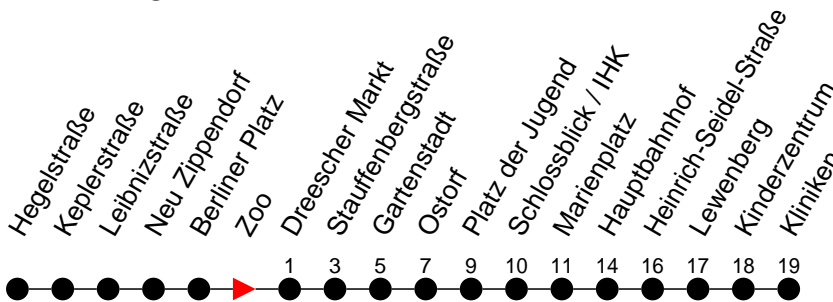 Hegelstraße
Keplerstraße
Leibnizstraße
Neu Zippendorf
Berliner Platz
Zoo
Dreescher Markt
Stauffenbergstraße
Gartenstadt
Ostorf
Platz der Jugend
Schlossblick / IHK
Marienplatz
Hauptbahnhof
Heinrich-Seidel-Straße
Lewenberg
Kinderzentrum
Kliniken
1 3 5 7 9 10 11 14 16 17 18 19